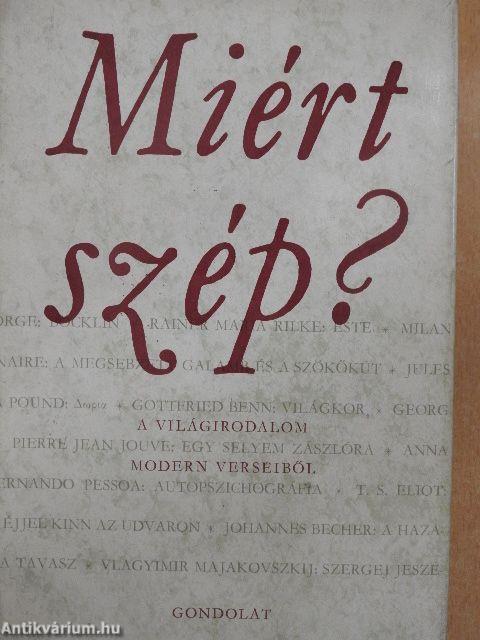 Miért
szép?
ORGE: BÖCKLIN * RAINER MARIA RILKE: ESTE * MILAN
NAIRE: A MEGSEBZETT GALAMB ÉS A SZÖKŐKÚT * JULES
A POUND: Δωρια * GOTTFRIED BENN: VILÁGKOR * GEORG
A VILÁGIRODALOM
PIERRE JEAN JOUVE: EGY SELYEM ZÁSZLÓRA * ANNA
MODERN VERSEIBŐL
ERNANDO PESSOA: AUTOPSZICHOGRÁFIA * T. S. ELIOT:
ÉJJEL KINN AZ UDVARON * JOHANNES BECHER: A HAZA
A TAVASZ * VLAGYIMIR MAJAKOVSZKIJ: SZERGEJ JESZE-
GONDOLAT
Antikvárium.hu